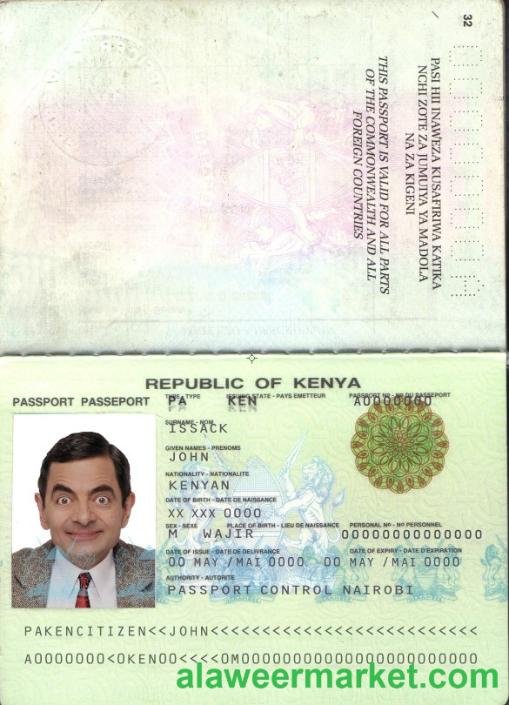 32
PASI HII INAWEZA KUSAFIRIWA KATIKA
NCHI ZOTE ZA JUMUIYA YA MADOLA
NA ZA KIGENI
THIS PASSPORT IS VALID FOR ALL PARTS
OF THE COMMONWEALTH AND ALL
FOREIGN COUNTRIES
REPUBLIC OF KENYA
PASSPORT PASSEPORT
TYPE - TYPE
PA
ISSUING STATE - PAYS EMETTEUR
KEN
PASSPORT NO - NO DU PASSEPORT
A0000000
SURNAME - NOM
ISSACK
GIVEN NAMES - PRENOMS
JOHN
NATIONALITY - NATIONALITE
KENYAN
DATE OF BIRTH - DATE DE NAISSANCE
XX XXX 0000
SEX - SEXE PLACE OF BIRTH - LIEU DE NAISSANCE PERSONAL NO - NO PERSONNEL
M WAJIR 00000000000000
DATE OF ISSUE - DATE DE DELIVRANCE DATE OF EXPIRY - DATE D'EXPIRATION
00 MAY /MAI 0000 00 MAY /MAI 0000
AUTHORITY - AUTORITE
PASSPORT CONTROL NAIROBI
PAKENCITIZEN<<JOHN<<<<<<<<<<<<<<<<<<<<<<<<<<
A0000000<0KEN00<<<<0M00000000000000000000000
alaweermarket.com